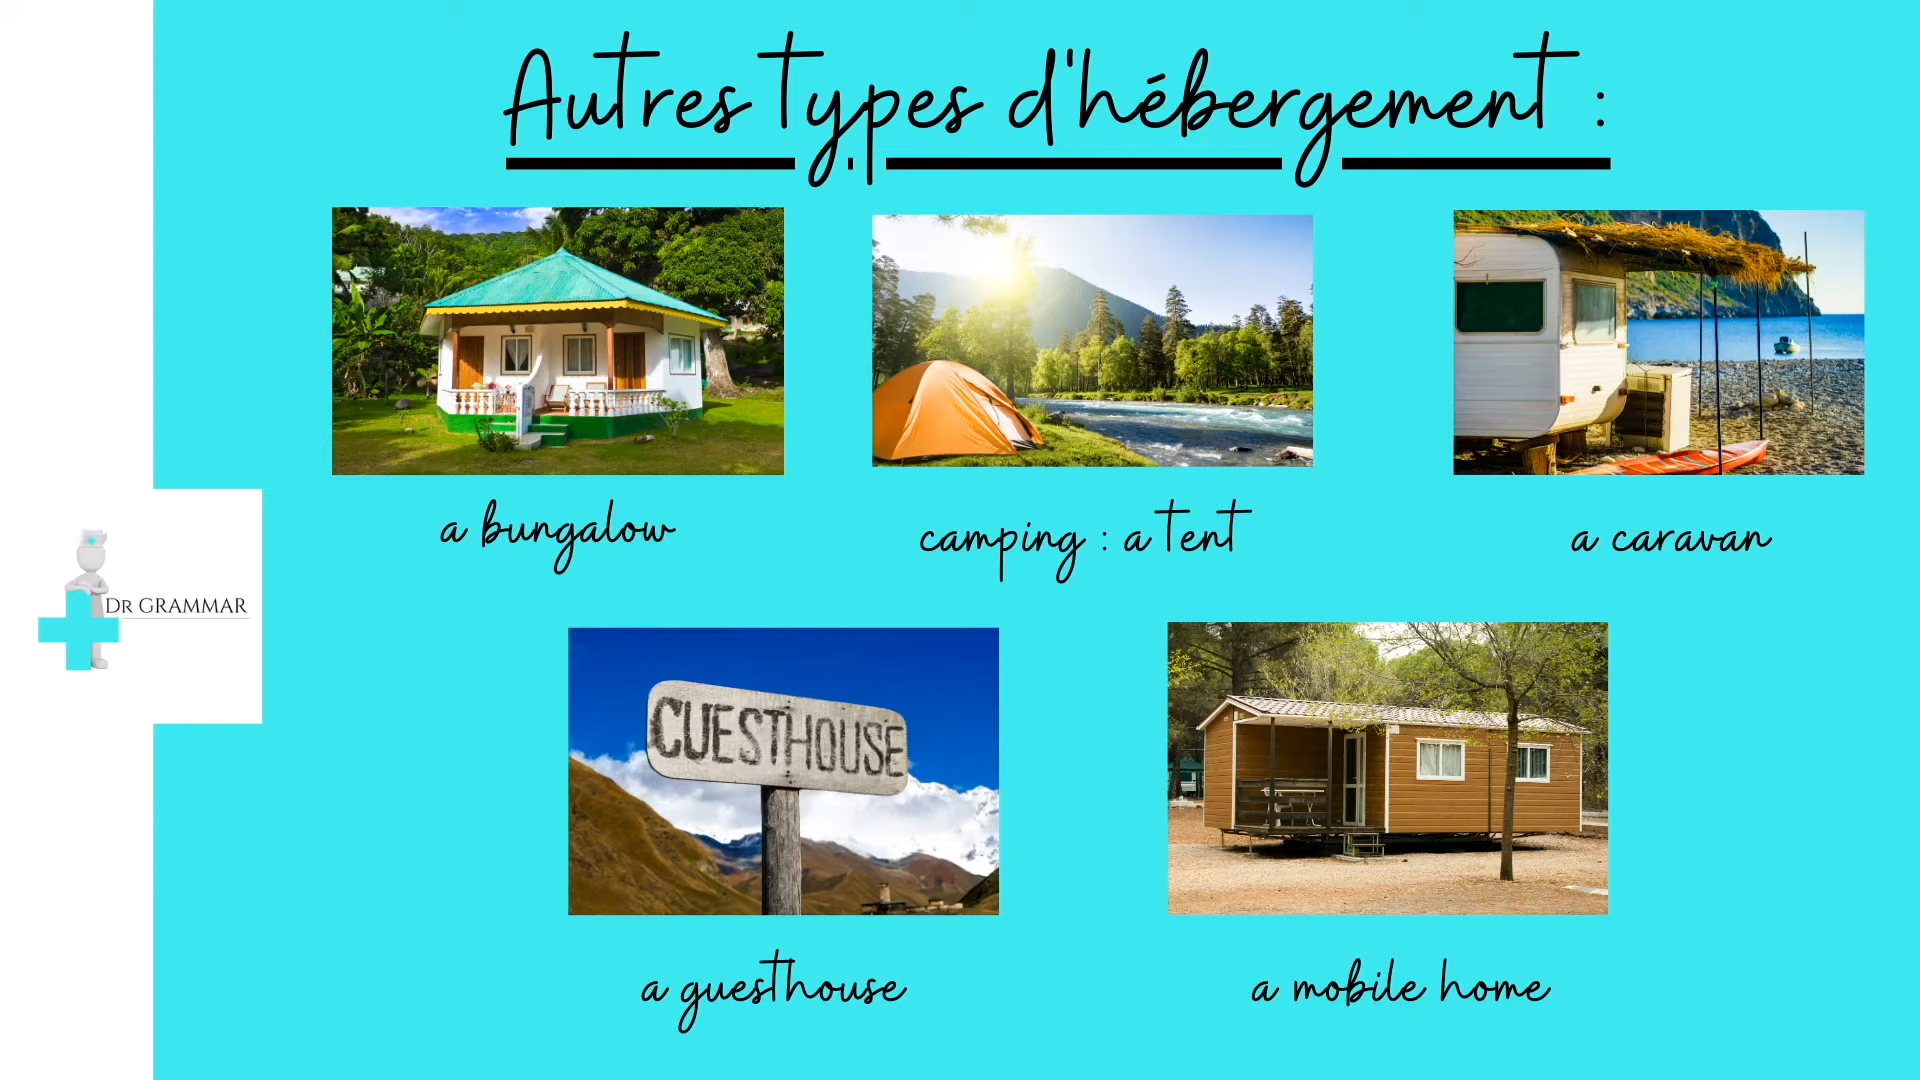 Autres types d'hébergement :
a bungalow
camping : a tent
a caravan
DR GRAMMAR
GUESTHOUSE
a guesthouse
a mobile home